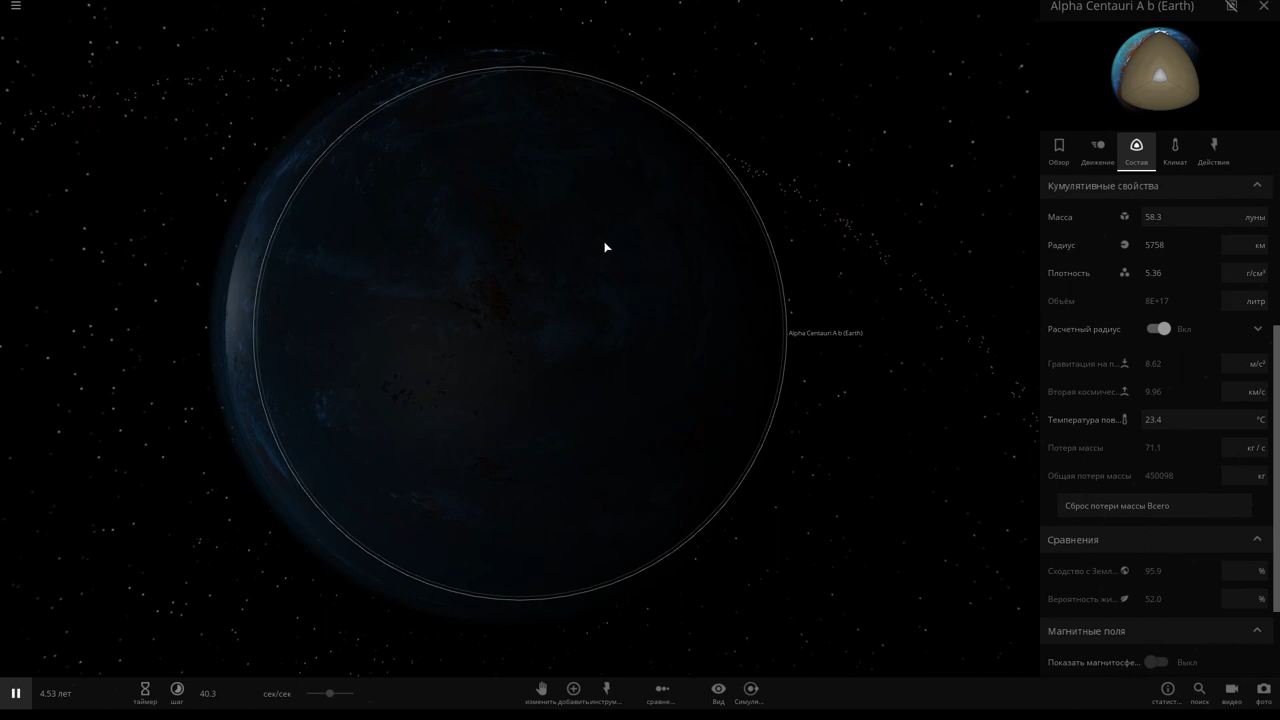 Alpha Centauri A b (Earth)
Обзор
Движение
Состав
Климат
Действия
Кумулятивные свойства
Масса 58.3 луны
Радиус 5758 км
Плотность 5.36 г/см³
Объём 8E+17 литр
Расчетный радиус Вкл
Гравитация на п... 8.62 м/с²
Вторая космичес... 9.96 км/с
Температура пов... 23.4 °C
Потеря массы 71.1 кг / с
Общая потеря массы 450098 кг
Сброс потери массы Всего
Сравнения
Сходство с Земл... 95.9 %
Вероятность жи... 52.0 %
Магнитные поля
Показать магнитосфе... Выкл
Alpha Centauri A b (Earth)
4.53 лет
таймер
шаг
40.3 сек/сек
изменить
добавить
инструм...
сравне...
Вид
Симуля...
статист...
поиск
видео
фото